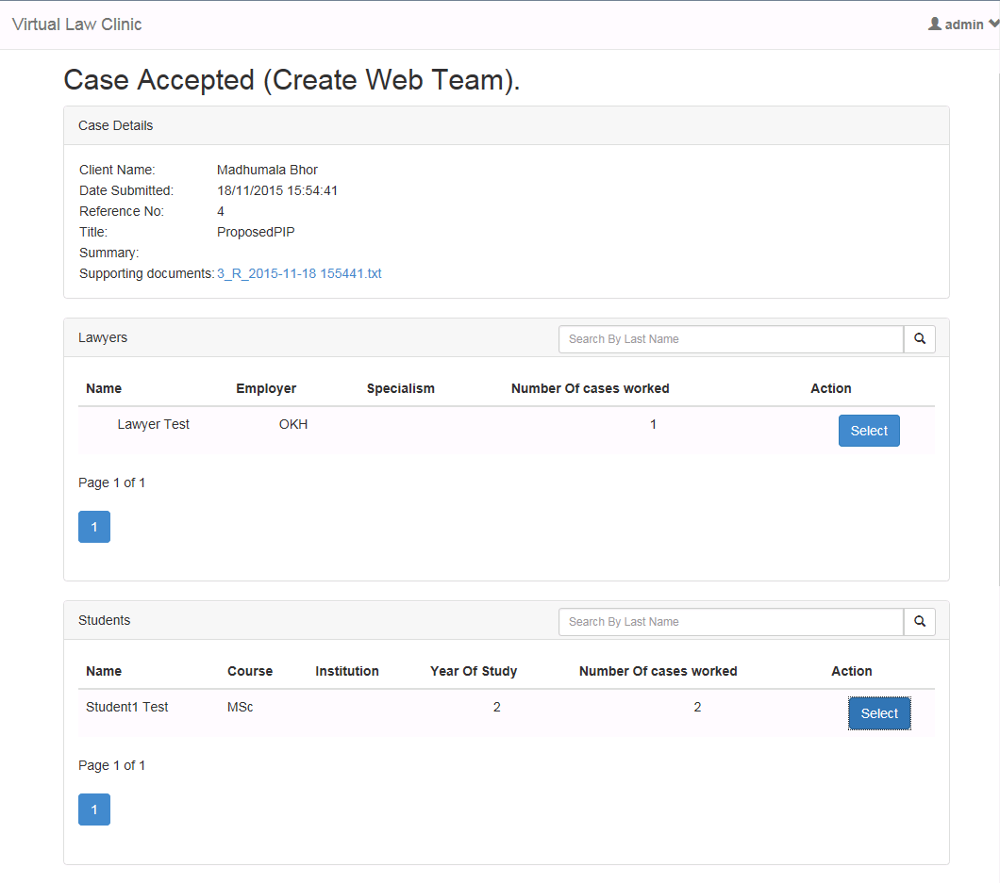 Virtual Law Clinic admin
Case Accepted (Create Web Team).
Case Details
Client Name: Madhumala Bhor
Date Submitted: 18/11/2015 15:54:41
Reference No: 4
Title: ProposedPIP
Summary:
Supporting documents: 3_R_2015-11-18 155441.txt
Lawyers Search By Last Name
Name Employer Specialism Number Of cases worked Action
Lawyer Test OKH 1 Select
Page 1 of 1
1
Students Search By Last Name
Name Course Institution Year Of Study Number Of cases worked Action
Student1 Test MSc 2 2 Select
Page 1 of 1
1